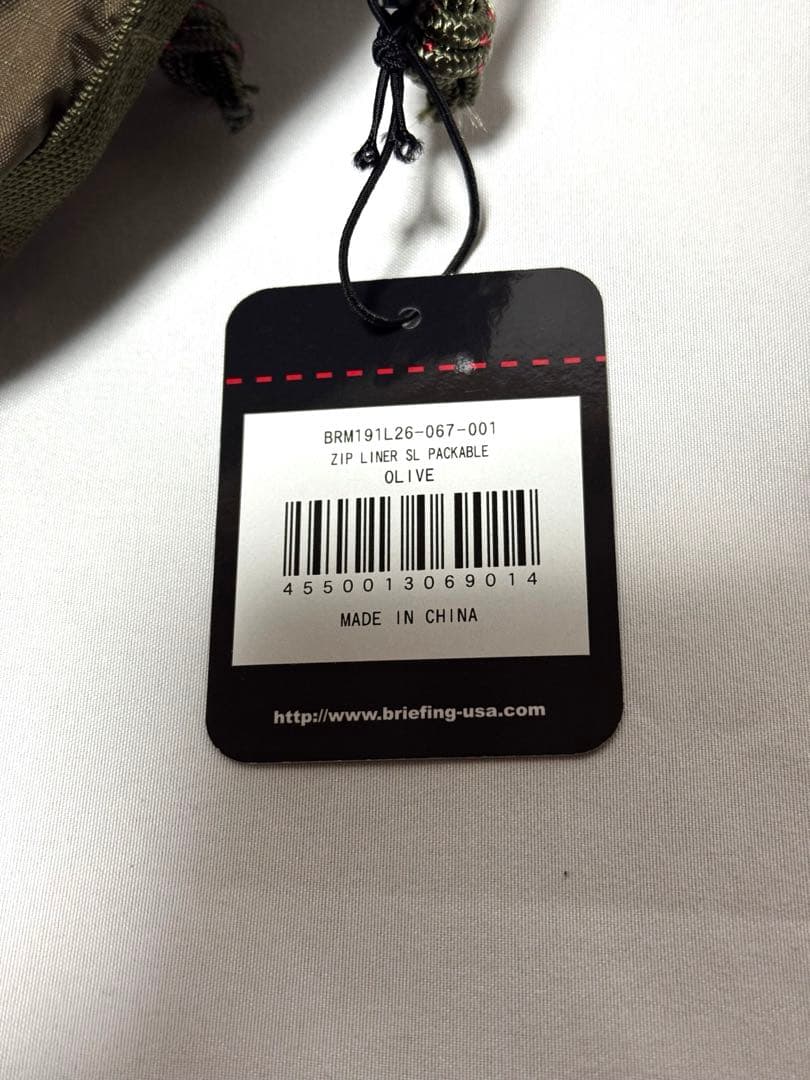 BRM191L26-067-001
ZIP LINER SL PACKABLE
OLIVE
4550013069014
MADE IN CHINA
http://www.briefing-usa.com